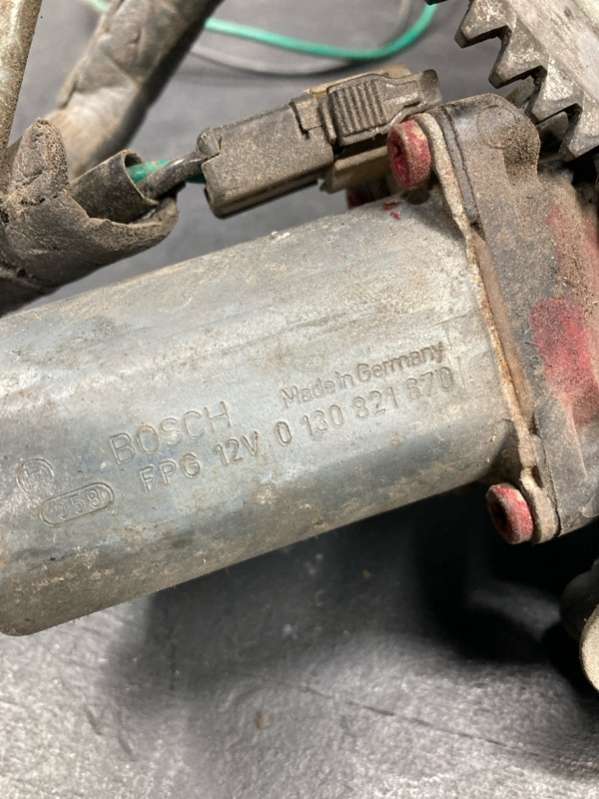 Made in Germany
BOSCH
FPG 12V 0 130 821 870